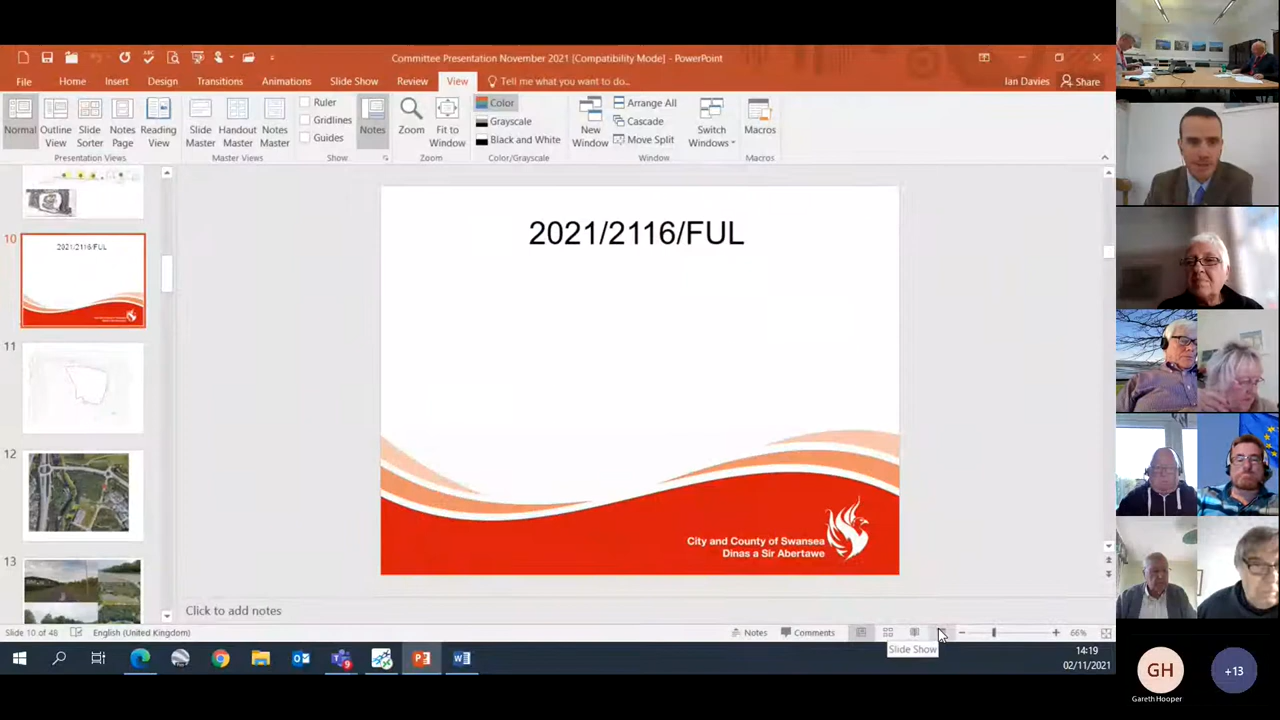 Committee Presentation November 2021 [Compatibility Mode] - PowerPoint
File Home Insert Design Transitions Animations Slide Show Review View Tell me what you want to do... Ian Davies Share
Normal Outline View Slide Sorter Notes Page Reading View
Presentation Views
Slide Master Handout Master Notes Master
Master Views
Ruler
Gridlines
Guides
Show
Notes
Zoom Fit to Window
Zoom
Color
Grayscale
Black and White
Color/Grayscale
New Window
Arrange All
Cascade
Move Split
Switch Windows
Window
Macros
Macros
10
2021/2116/FUL
11
12
13
2021/2116/FUL
City and County of Swansea
Dinas a Sir Abertawe
Click to add notes
Slide 10 of 48 English (United Kingdom) Notes Comments 66%
Slide Show
14:19
02/11/2021
GH
Gareth Hooper
+13